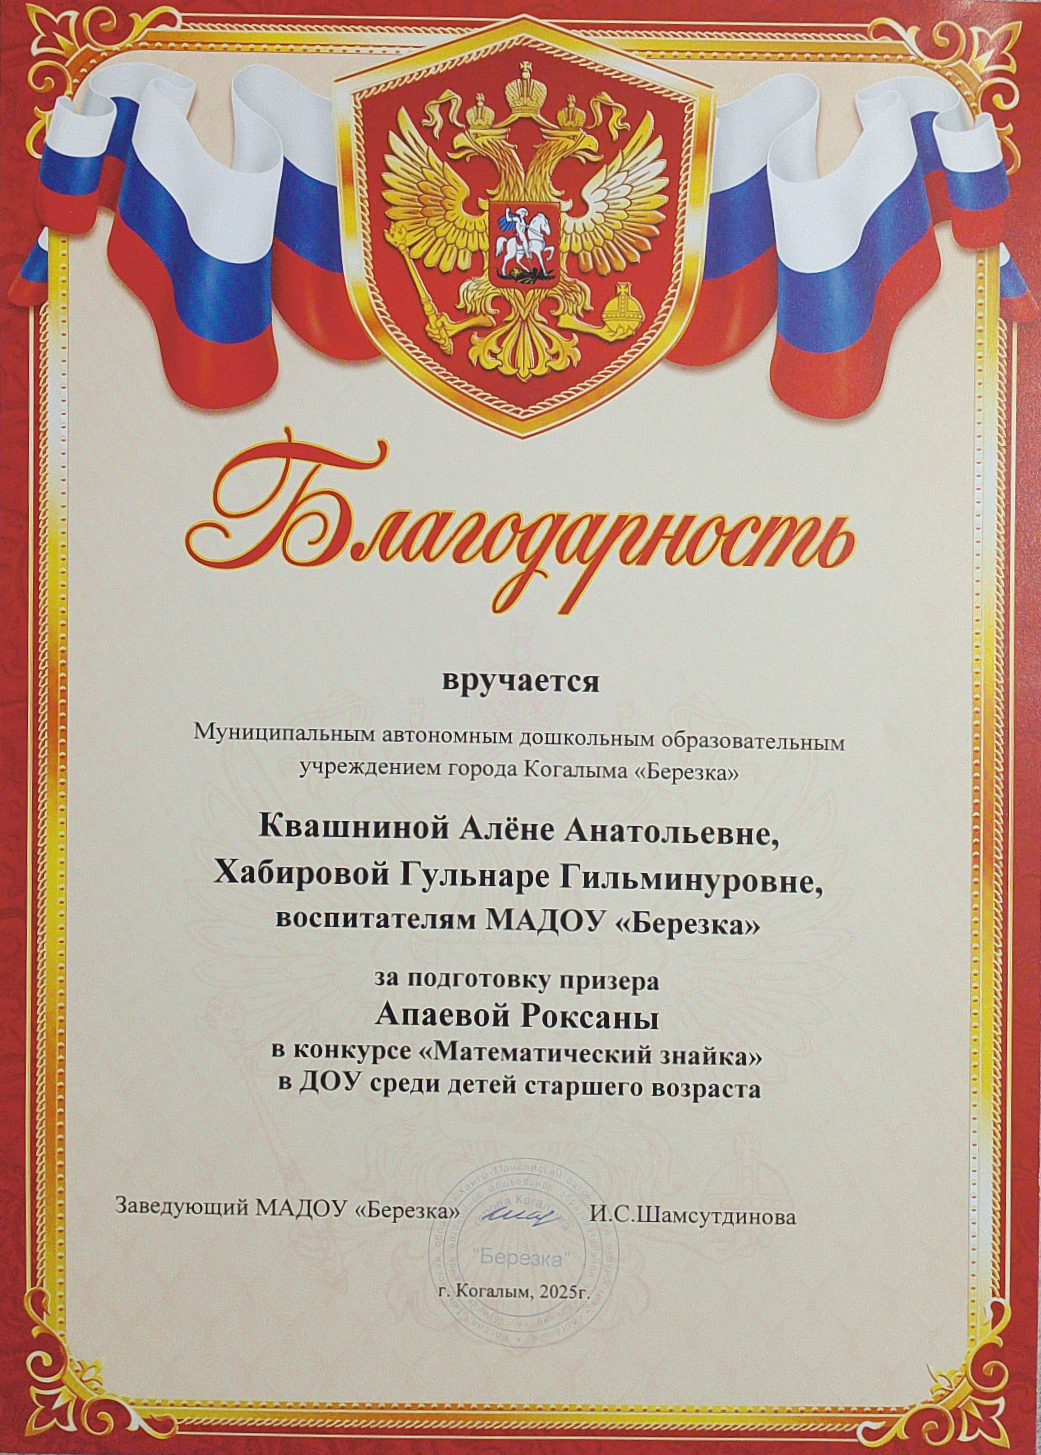 Благодарность
вручается
Муниципальным автономным дошкольным образовательным
учреждением города Когалыма «Березка»
Квашниной Алёне Анатольевне,
Хабировой Гульнаре Гильминуровне,
воспитателям МАДОУ «Березка»
за подготовку призера
Апаевой Роксаны
в конкурсе «Математический знайка»
в ДОУ среди детей старшего возраста
Заведующий МАДОУ «Березка» И.С.Шамсутдинова
"Березка"
г. Когалым, 2025г.